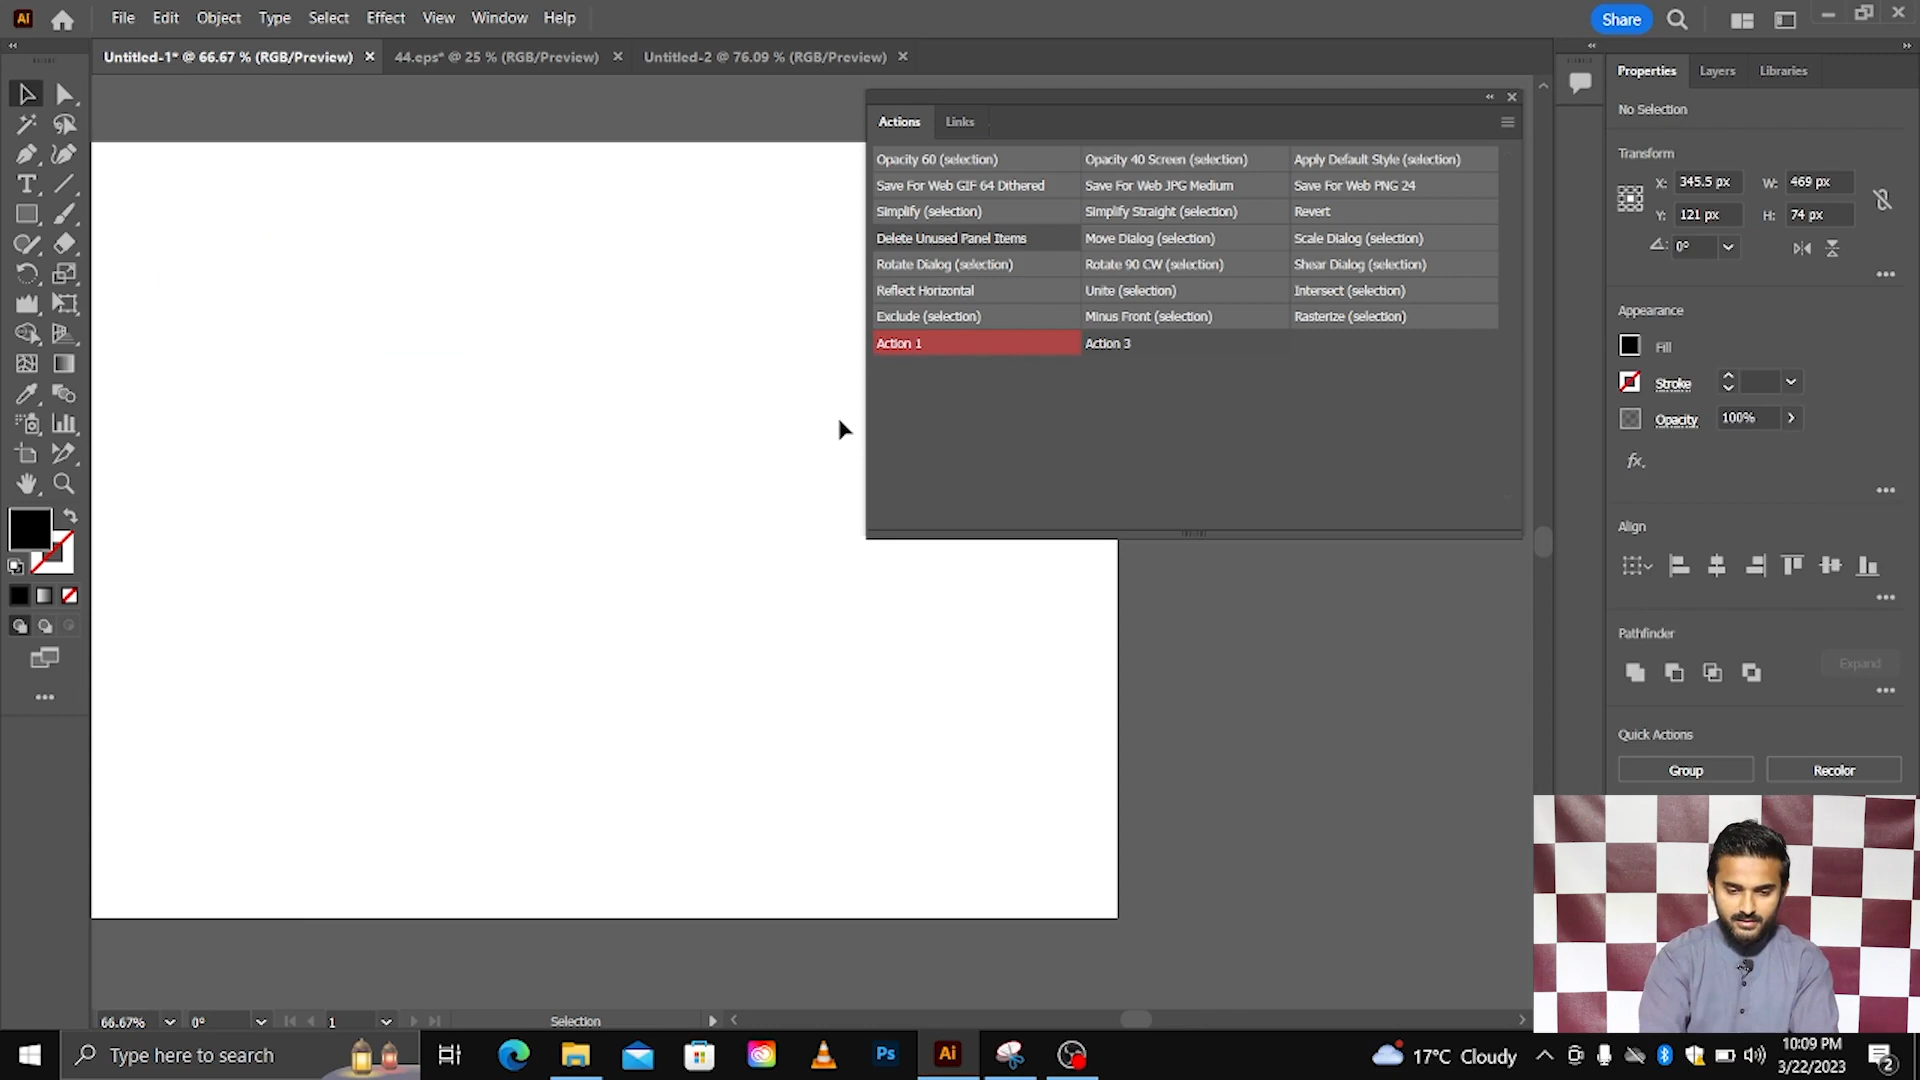 Ai File Edit Object Type Select Effect View Window Help Share
Untitled-1* @ 66.67 % (RGB/Preview) 44.eps* @ 25 % (RGB/Preview) Untitled-2 @ 76.09 % (RGB/Preview)
Actions Links
Opacity 60 (selection) Opacity 40 Screen (selection) Apply Default Style (selection)
Save For Web GIF 64 Dithered Save For Web JPG Medium Save For Web PNG 24
Simplify (selection) Simplify Straight (selection) Revert
Delete Unused Panel Items Move Dialog (selection) Scale Dialog (selection)
Rotate Dialog (selection) Rotate 90 CW (selection) Shear Dialog (selection)
Reflect Horizontal Unite (selection) Intersect (selection)
Exclude (selection) Minus Front (selection) Rasterize (selection)
Action 1 Action 3
Properties Layers Libraries
No Selection
Transform
X: 345.5 px W: 469 px
Y: 121 px H: 74 px
0°
Appearance
Fill
Stroke
Opacity 100%
fx.
Align
Pathfinder
Expand
Quick Actions
Group Recolor
66.67% 0° 1 Selection
Type here to search Ps Ai 17°C Cloudy 10:09 PM
3/22/2023
2